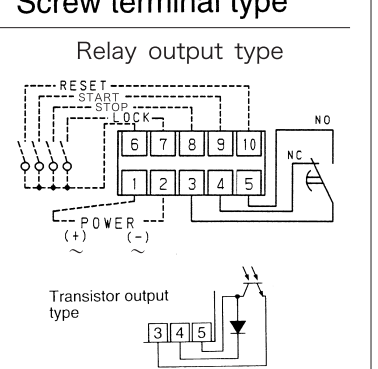 Screw terminal type
Relay output type
RESET
START
STOP
LOCK
NO
6 7 8 9 10
NC
1 2 3 4 5
POWER
(+) (-)
~ ~
Transistor output
type
3 4 5